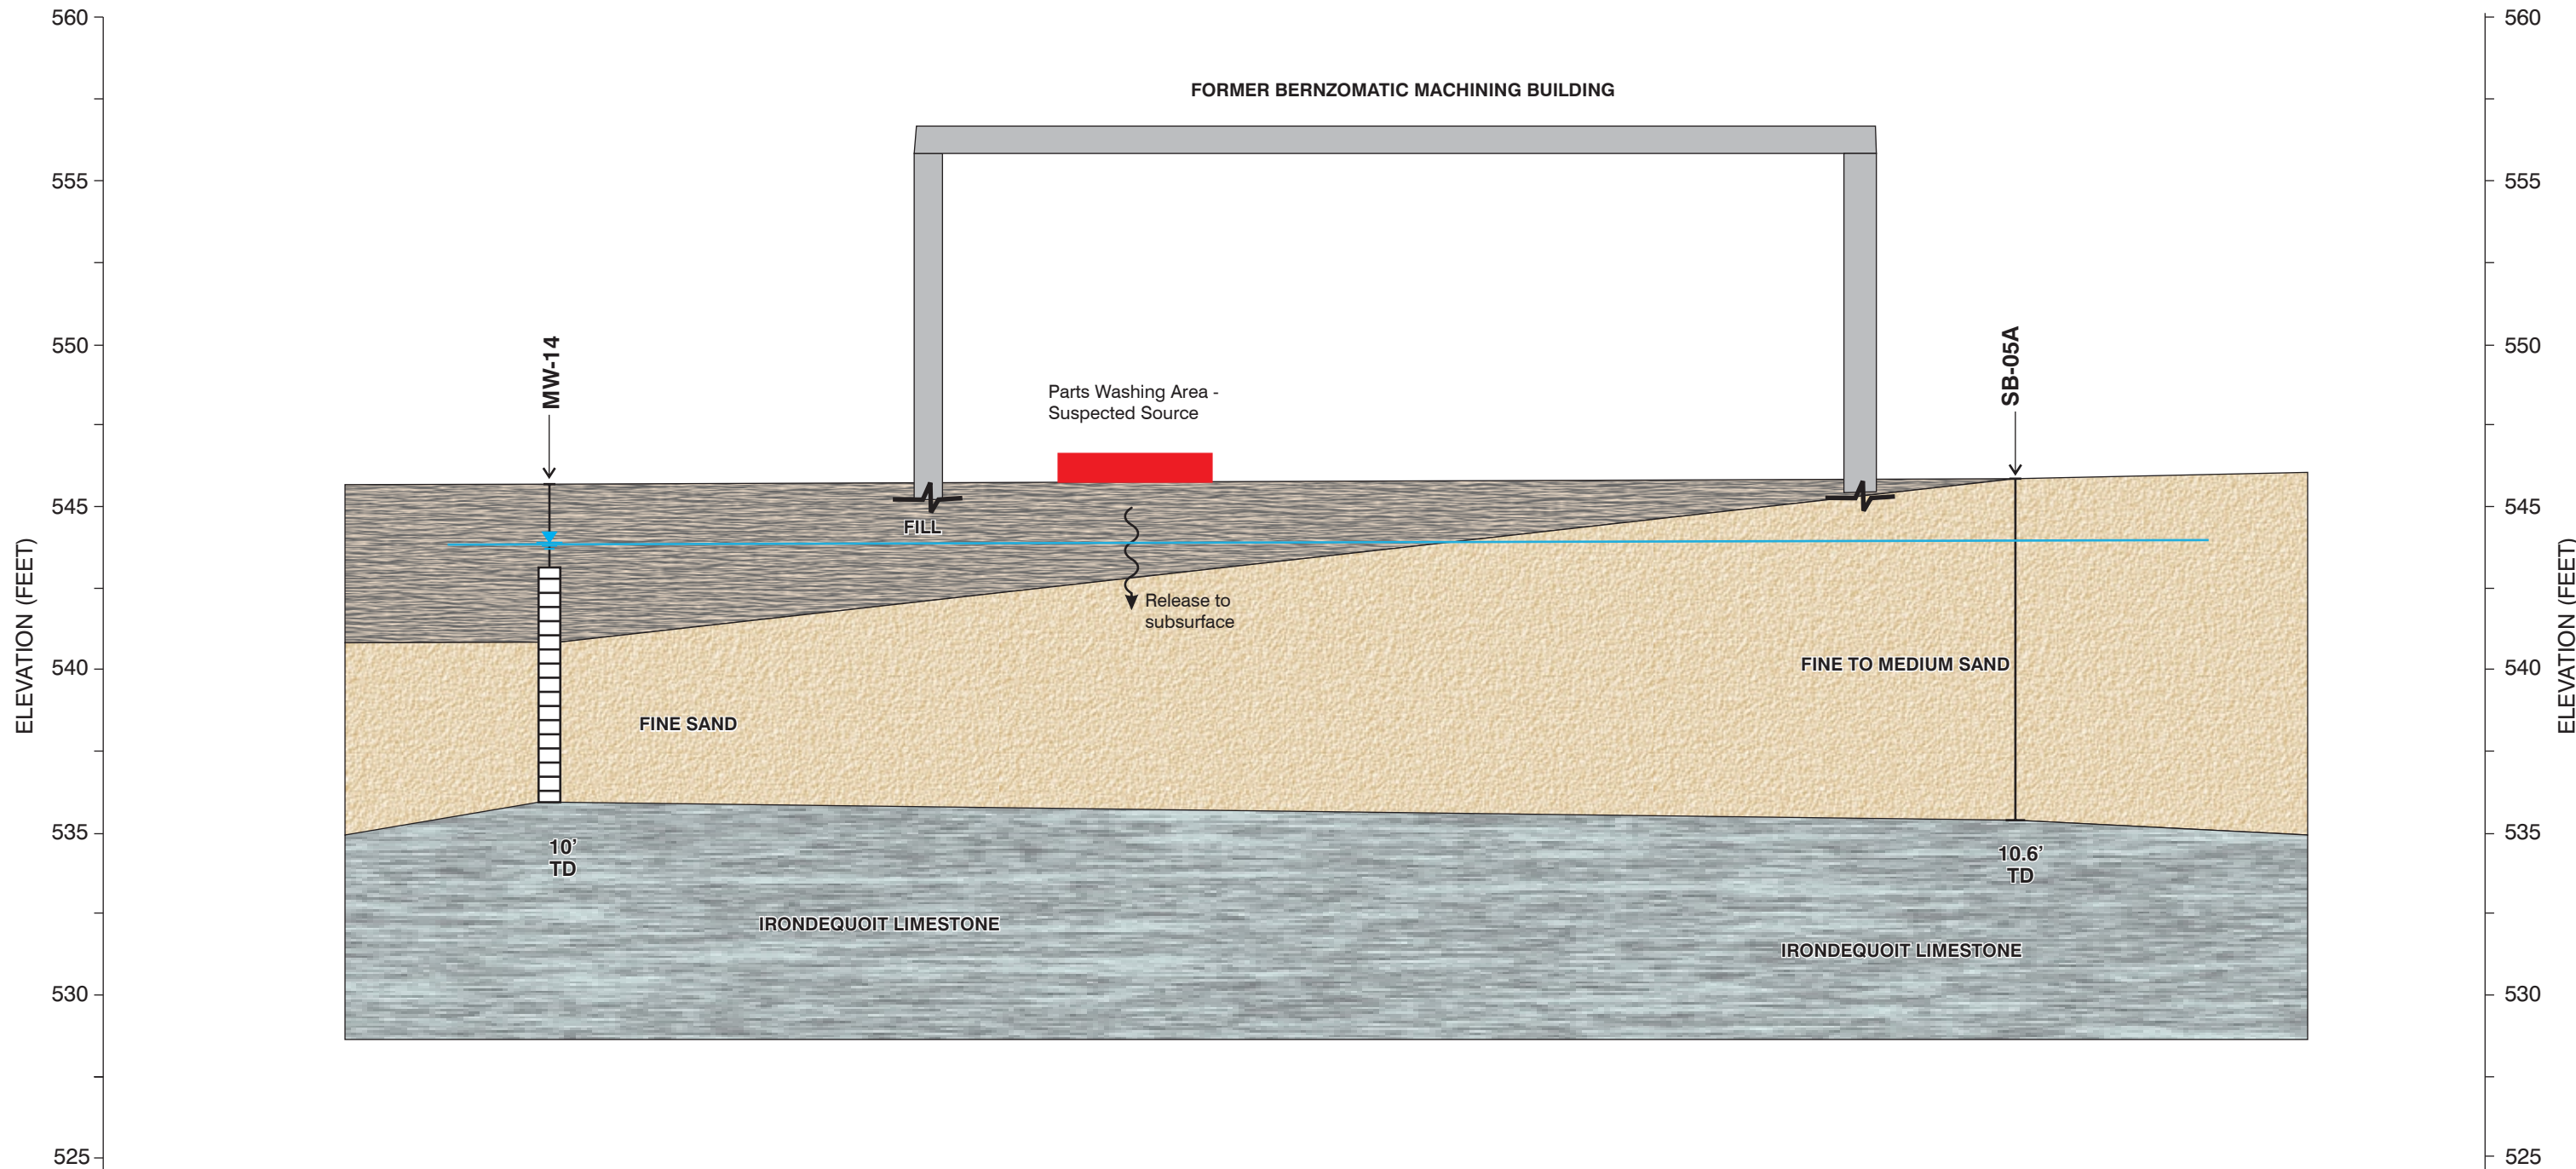 560
560
FORMER BERNZOMATIC MACHINING BUILDING
555
555
550
550
MW-14
SB-05A
Parts Washing Area -
Suspected Source
545
545
FILL
Release to
subsurface
ELEVATION (FEET)
ELEVATION (FEET)
540
540
FINE TO MEDIUM SAND
FINE SAND
535
535
10’
TD
10.6’
TD
IRONDEQUOIT LIMESTONE
IRONDEQUOIT LIMESTONE
530
530
525
525